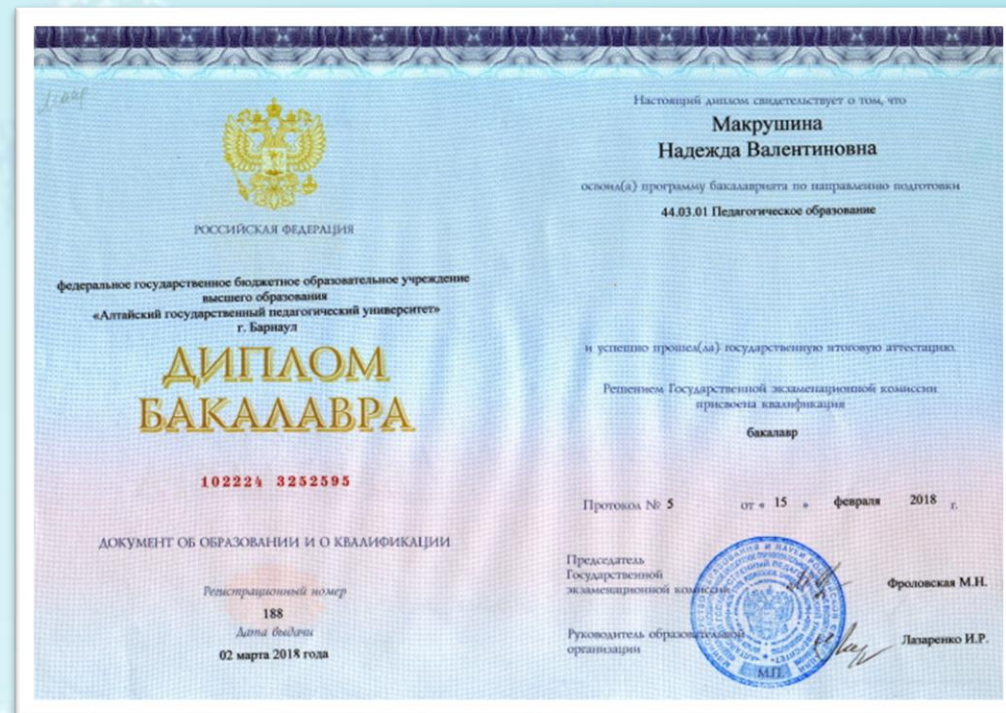 РОССИЙСКАЯ ФЕДЕРАЦИЯ
федеральное государственное бюджетное образовательное учреждение
высшего образования
«Алтайский государственный педагогический университет»
г. Барнаул
ДИПЛОМ
БАКАЛАВРА
102224 3252595
ДОКУМЕНТ ОБ ОБРАЗОВАНИИ И О КВАЛИФИКАЦИИ
Регистрационный номер
188
Дата выдачи
02 марта 2018 года
Настоящий диплом свидетельствует о том, что
Макрушина
Надежда Валентиновна
освоил(а) программу бакалавриата по направлению подготовки
44.03.01 Педагогическое образование
и успешно прошел(ла) государственную итоговую аттестацию.
Решением Государственной экзаменационной комиссии
присвоена квалификация
бакалавр
Протокол № 5 от « 15 » февраля 2018 г.
Председатель
Государственной
экзаменационной комиссии
Фроловская М.Н.
Руководитель образовательной
организации
Лазаренко И.Р.
М.П.